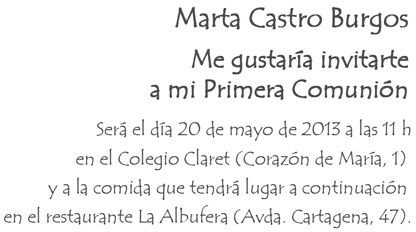 Marta Castro Burgos
Me gustaría invitarte
a mi Primera Comunión
Será el día 20 de mayo de 2013 a las 11 h
en el Colegio Claret (Corazón de María, 1)
y a la comida que tendrá lugar a continuación
en el restaurante La Albufera (Avda. Cartagena, 47).